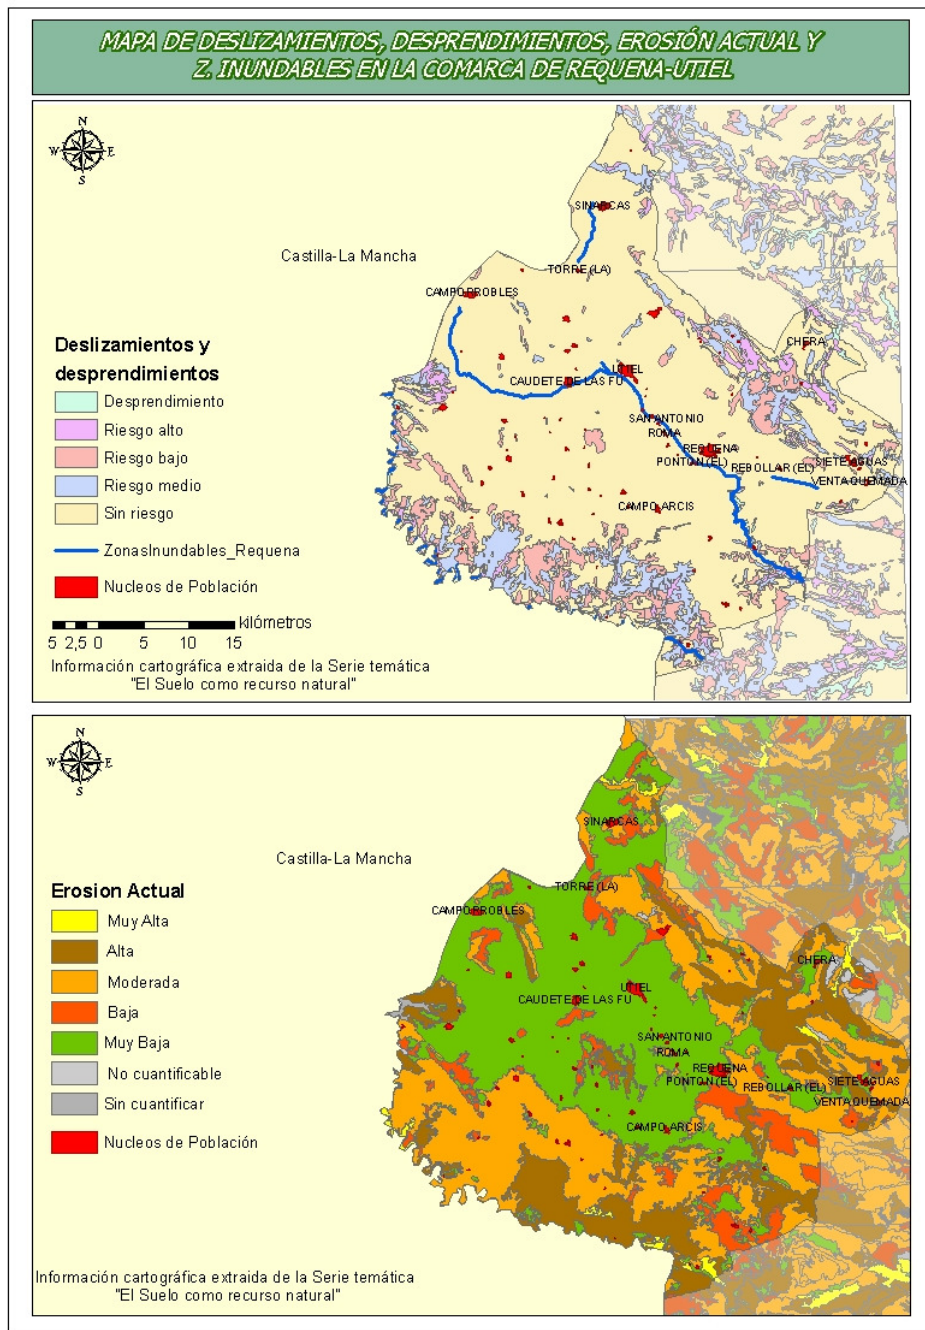 MAPA DE DESLIZAMIENTOS, DESPRENDIMIENTOS, EROSIÓN ACTUAL Y
Z. INUNDABLES EN LA COMARCA DE REQUENA-UTIEL
N
W E
S
SINARCAS
Castilla-La Mancha
TORRE (LA)
CAMPORROBLES
CHERA
Deslizamientos y
desprendimientos
UTIEL
CAUDETE DE LAS FU
Desprendimiento
Riesgo alto
SAN ANTONIO
ROMA
Riesgo bajo
REQUENA
PONTON (EL)
REBOLLAR (EL)
SIETE AGUAS
VENTA QUEMADA
Riesgo medio
Sin riesgo
CAMPO ARCIS
ZonasInundables_Requena
Nucleos de Población
kilómetros
5 2,5 0 5 10 15
Información cartográfica extraida de la Serie temática
"El Suelo como recurso natural"
N
W E
S
SINARCAS
Castilla-La Mancha
TORRE (LA)
Erosion Actual
CAMPORROBLES
Muy Alta
Alta
CHERA
Moderada
UTIEL
CAUDETE DE LAS FU
Baja
SAN ANTONIO
ROMA
Muy Baja
REQUENA
PONTON (EL)
REBOLLAR (EL)
SIETE AGUAS
VENTA QUEMADA
No cuantificable
Sin cuantificar
CAMPO ARCIS
Nucleos de Población
Información cartográfica extraida de la Serie temática
"El Suelo como recurso natural"